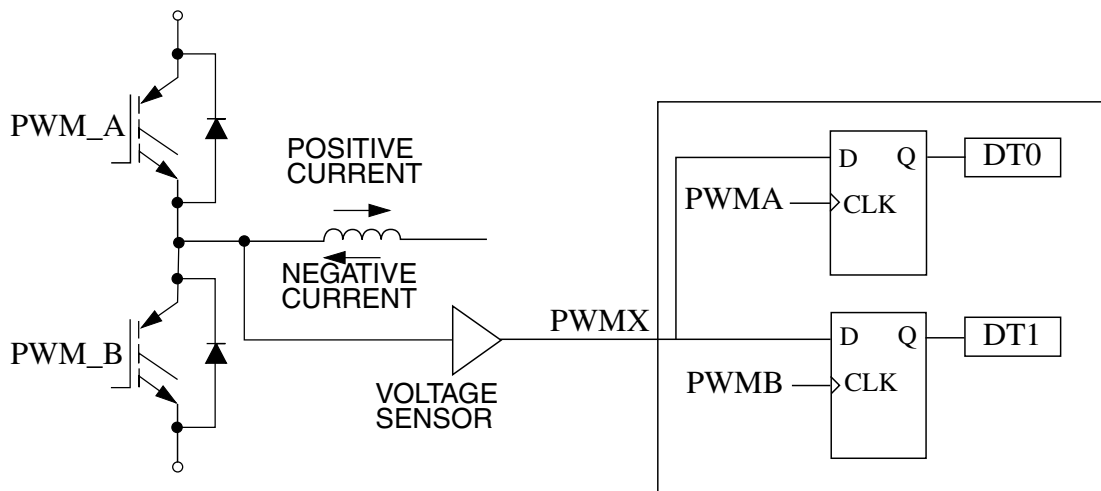 PWM_A
POSITIVE
CURRENT
NEGATIVE
CURRENT
PWM_B
VOLTAGE
SENSOR
PWMX
D Q
DT0
PWMA
CLK
D Q
DT1
PWMB
CLK